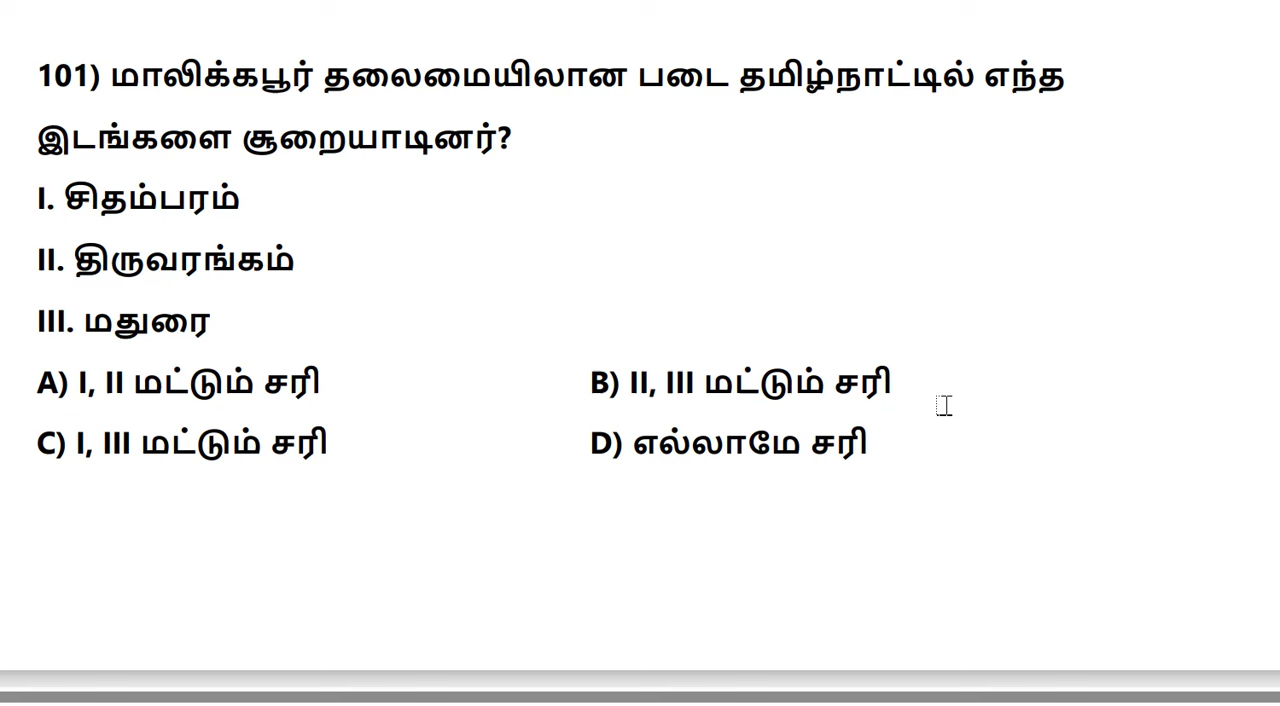 101) மாலிக்கபூர் தலைமையிலான படை தமிழ்நாட்டில் எந்த
இடங்களை சூறையாடினர்?
I. சிதம்பரம்
II. திருவரங்கம்
III. மதுரை
A) I, II மட்டும் சரி B) II, III மட்டும் சரி
C) I, III மட்டும் சரி D) எல்லாமே சரி